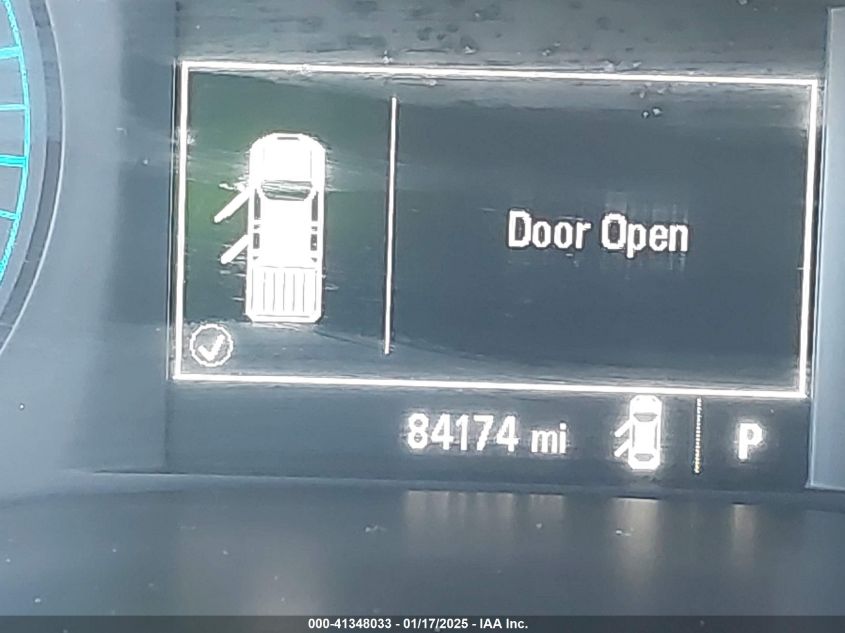 Door Open
84174 mi
P
000-41348033 - 01/17/2025 - IAA Inc.